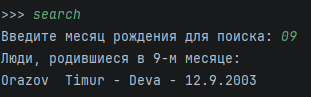 >>> search
Введите месяц рождения для поиска: 09
Люди, родившиеся в 9-м месяце:
Orazov  Timur - Deva - 12.9.2003